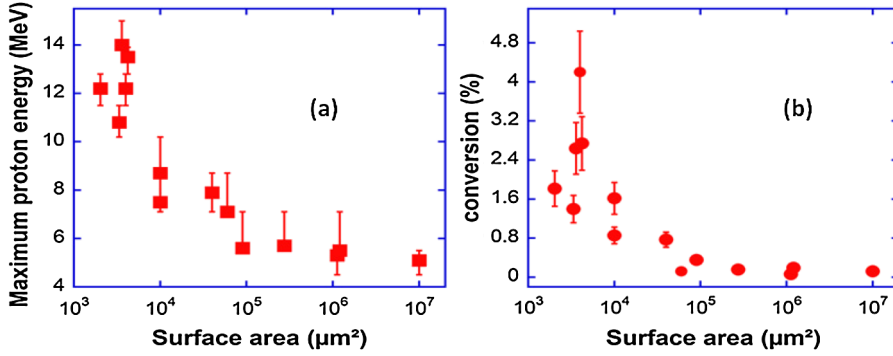 Maximum proton energy (MeV)
14
12
10
8
6
4
(a)
10³ 10⁴ 10⁵ 10⁶ 10⁷
Surface area (µm²)
conversion (%)
4.8
4
3.2
2.4
1.6
0.8
0
(b)
10³ 10⁴ 10⁵ 10⁶ 10⁷
Surface area (µm²)